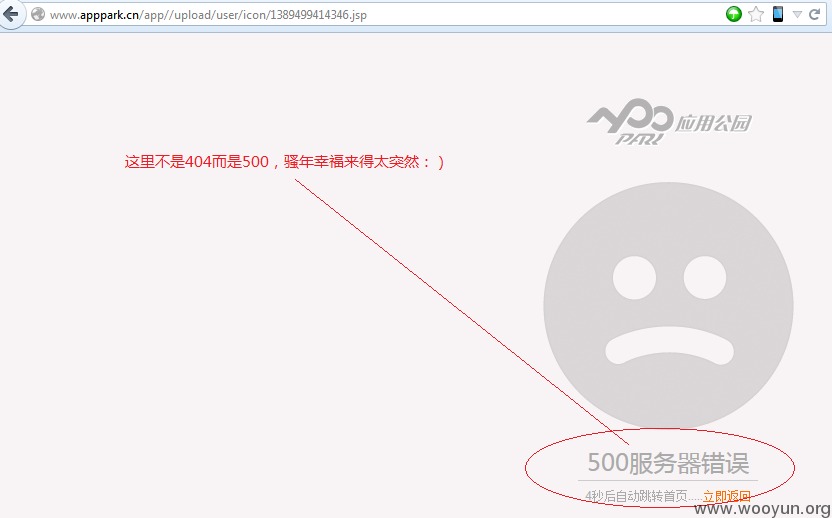 www.apppark.cn/app//upload/user/icon/1389499414346.jsp
App PARK 应用公园
这里不是404而是500，骚年幸福来得太突然：）
500服务器错误
4秒后自动跳转首页.....立即返回
www.wooyun.org